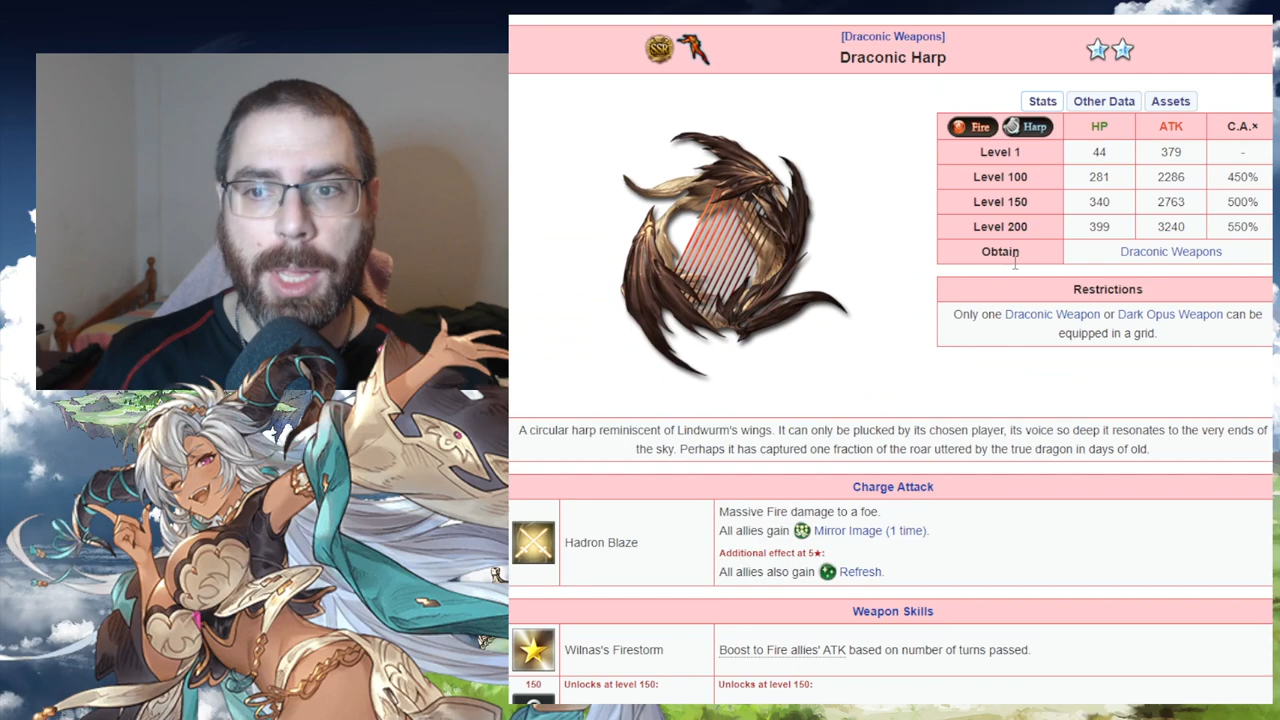 [Draconic Weapons]
SSR
Draconic Harp
Stats Other Data Assets
Fire Harp HP ATK C.A.×
Level 1 44 379 -
Level 100 281 2286 450%
Level 150 340 2763 500%
Level 200 399 3240 550%
Obtain Draconic Weapons
Restrictions
Only one Draconic Weapon or Dark Opus Weapon can be
equipped in a grid.
A circular harp reminiscent of Lindwurm's wings. It can only be plucked by its chosen player, its voice so deep it resonates to the very ends of
the sky. Perhaps it has captured one fraction of the roar uttered by the true dragon in days of old.
Charge Attack
Hadron Blaze
Massive Fire damage to a foe.
All allies gain Mirror Image (1 time).
Additional effect at 5★:
All allies also gain Refresh.
Weapon Skills
Wilnas's Firestorm Boost to Fire allies' ATK based on number of turns passed.
150 Unlocks at level 150: Unlocks at level 150: